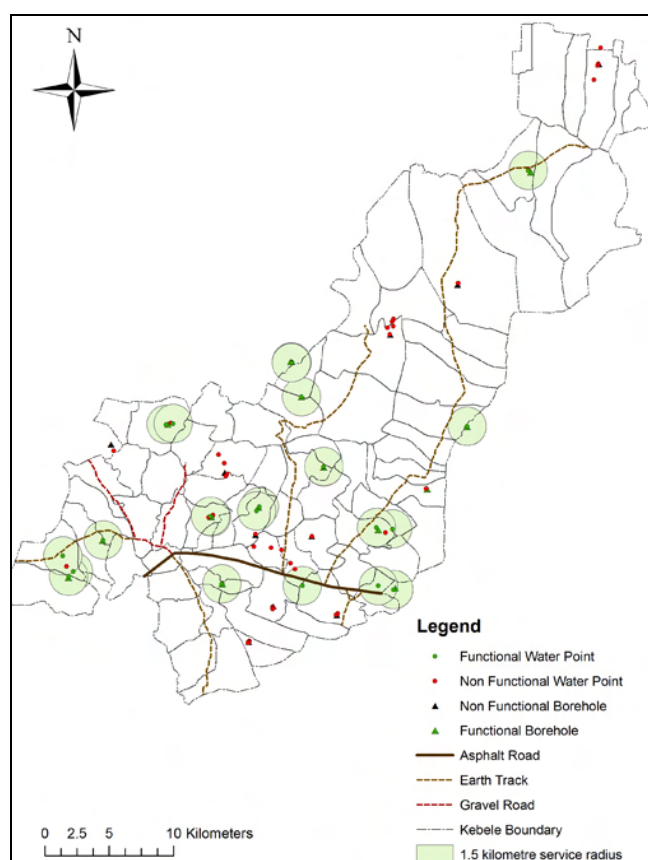 N
Legend
Functional Water Point
Non Functional Water Point
Non Functional Borehole
Functional Borehole
Asphalt Road
Earth Track
Gravel Road
Kebele Boundary
1.5 kilometre service radius
0 2.5 5 10 Kilometers